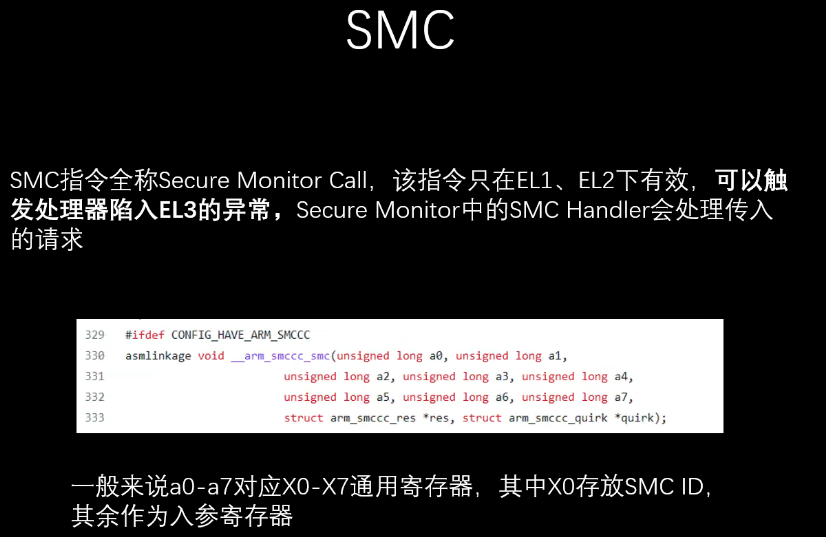 SMC
SMC指令全称Secure Monitor Call，该指令只在EL1、EL2下有效，可以触
发处理器陷入EL3的异常，Secure Monitor中的SMC Handler会处理传入
的请求
329 #ifdef CONFIG_HAVE_ARM_SMCCC
330 asmlinkage void __arm_smccc_smc(unsigned long a0, unsigned long a1,
331 unsigned long a2, unsigned long a3, unsigned long a4,
332 unsigned long a5, unsigned long a6, unsigned long a7,
333 struct arm_smccc_res *res, struct arm_smccc_quirk *quirk);
一般来说a0-a7对应X0-X7通用寄存器，其中X0存放SMC ID，
其余作为入参寄存器